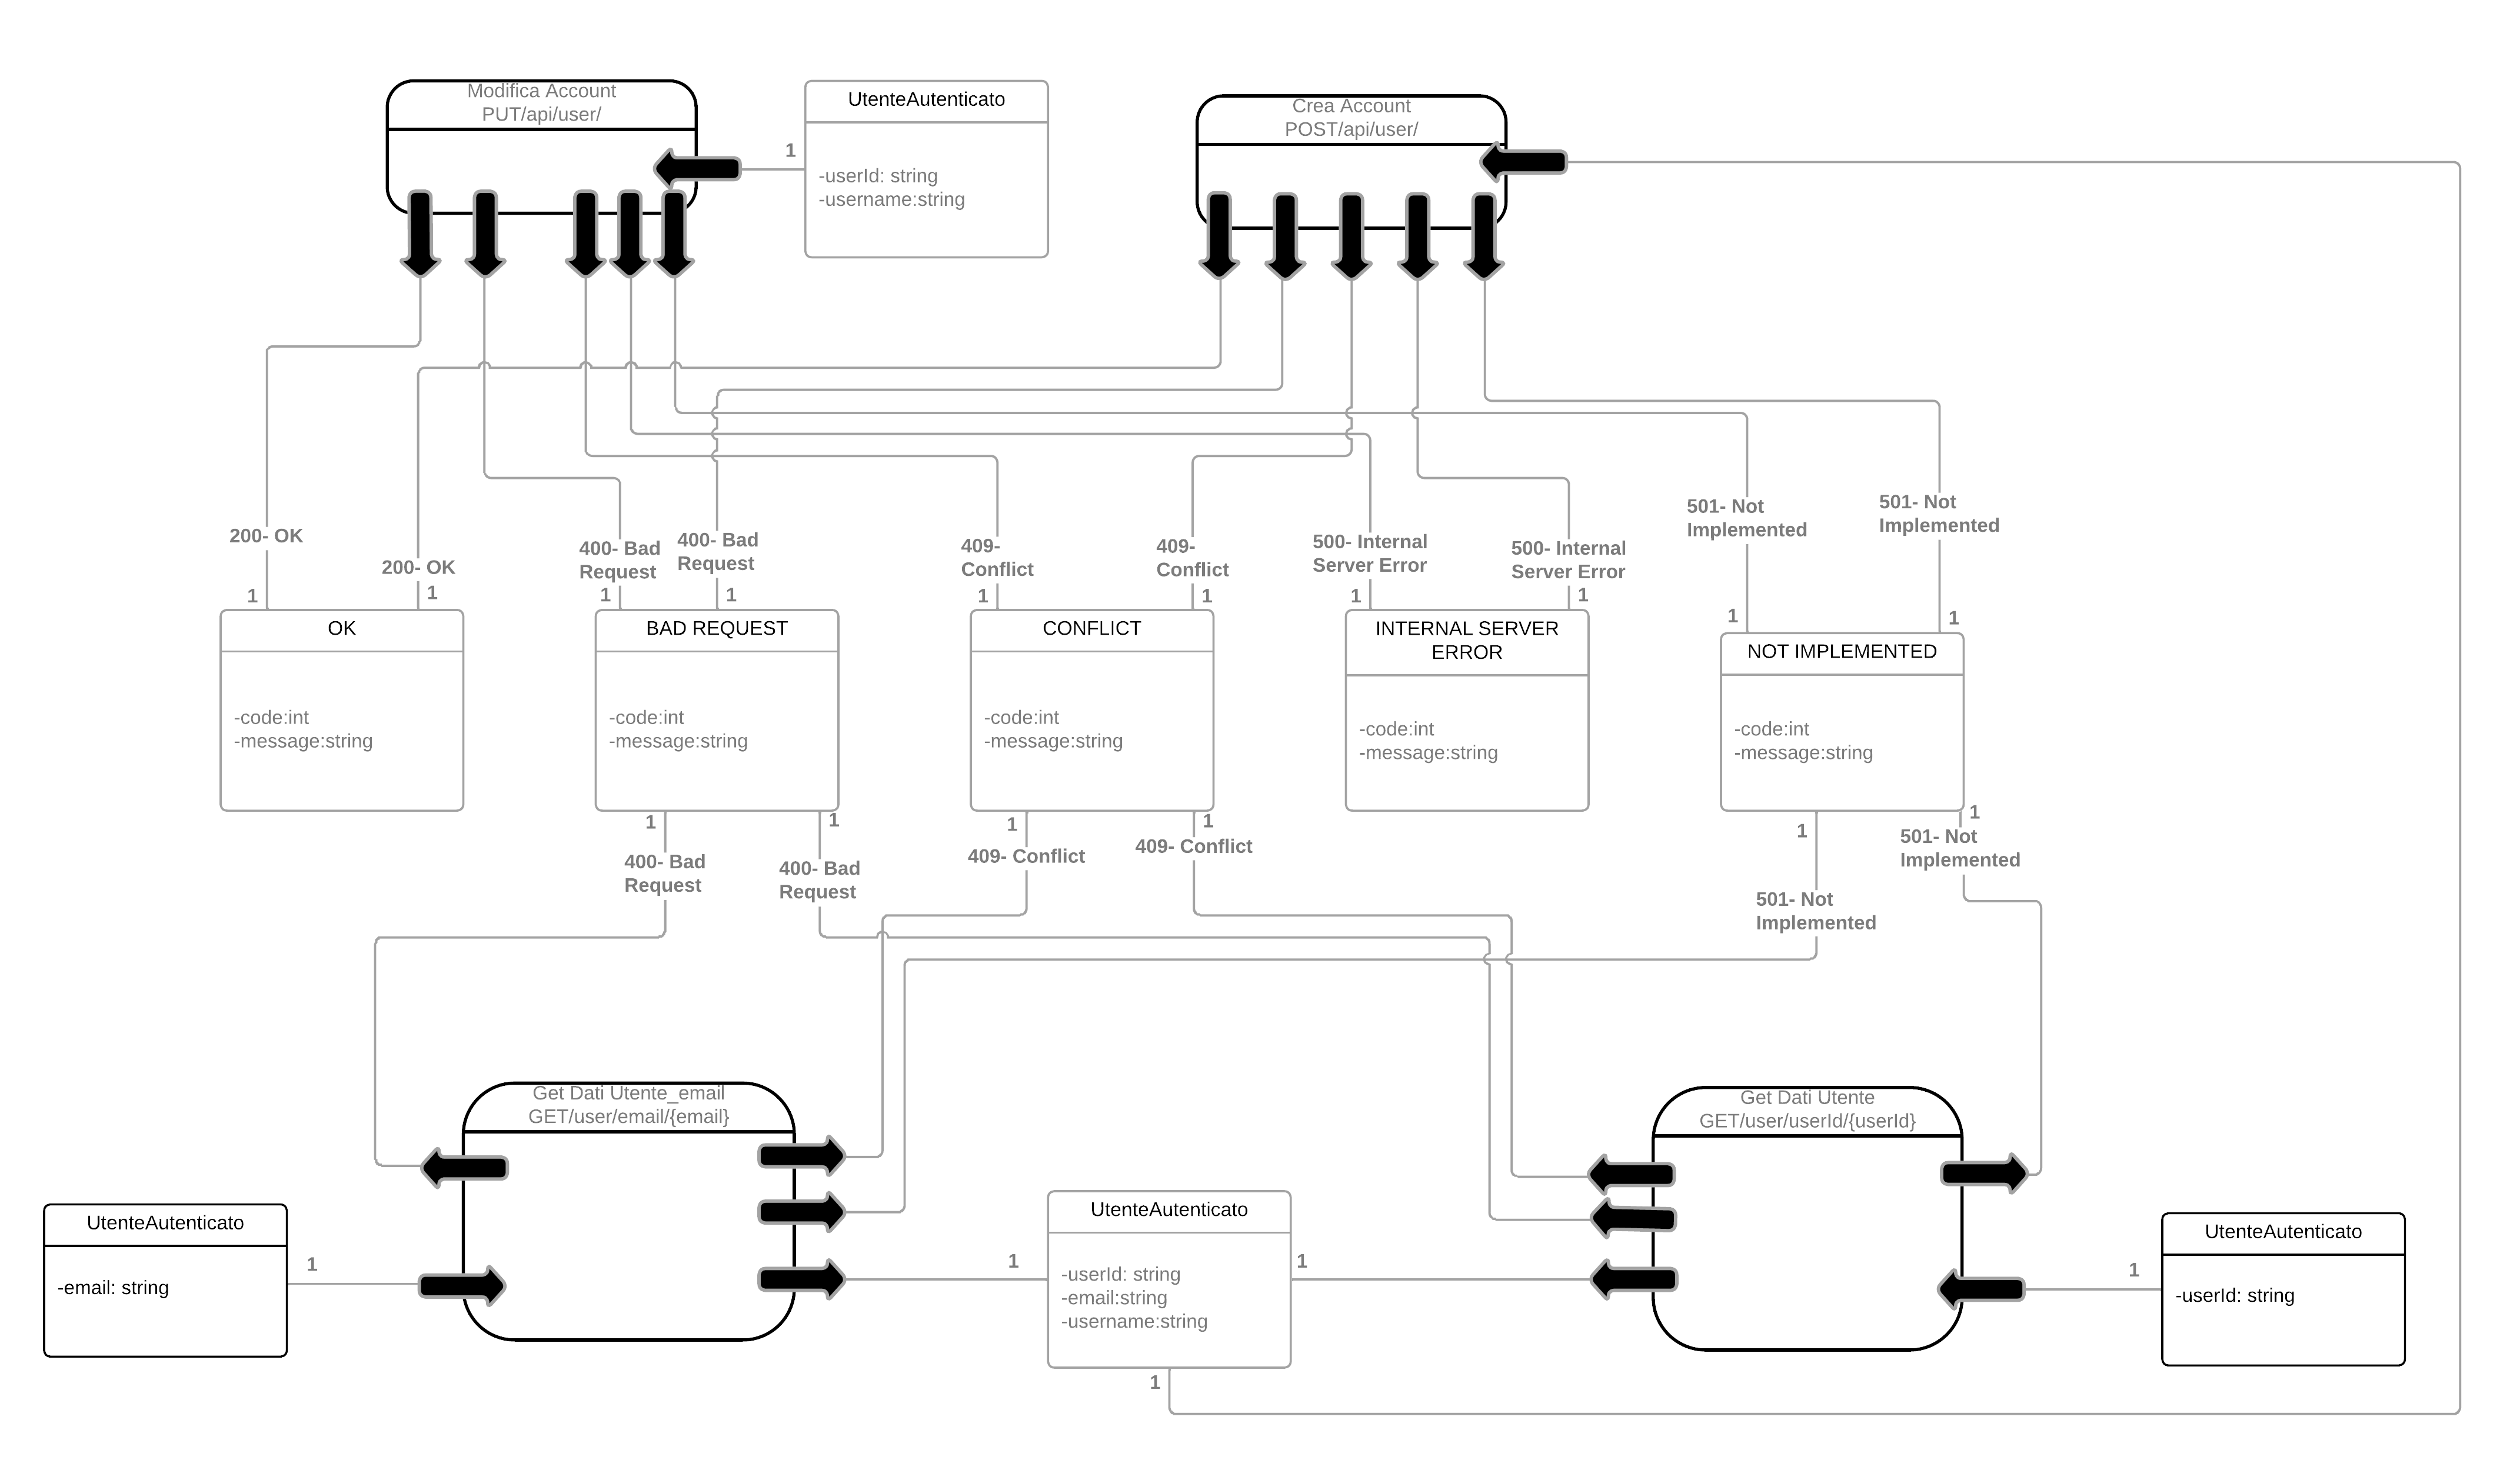 Modifica Account
PUT/api/user/
UtenteAutenticato
1
-userId: string
-username:string
Crea Account
POST/api/user/
200- OK
200- OK
400- Bad
Request
400- Bad
Request
409-
Conflict
409-
Conflict
500- Internal
Server Error
500- Internal
Server Error
501- Not
Implemented
501- Not
Implemented
1
1
1
1
1
1
1
1
1
1
OK
-code:int
-message:string
BAD REQUEST
-code:int
-message:string
CONFLICT
-code:int
-message:string
INTERNAL SERVER
ERROR
-code:int
-message:string
NOT IMPLEMENTED
-code:int
-message:string
1
1
1
1
1
1
400- Bad
Request
400- Bad
Request
409- Conflict
409- Conflict
501- Not
Implemented
501- Not
Implemented
Get Dati Utente_email
GET/user/email/{email}
Get Dati Utente
GET/user/userId/{userId}
UtenteAutenticato
-email: string
1
1
UtenteAutenticato
-userId: string
-email:string
-username:string
1
1
1
UtenteAutenticato
-userId: string